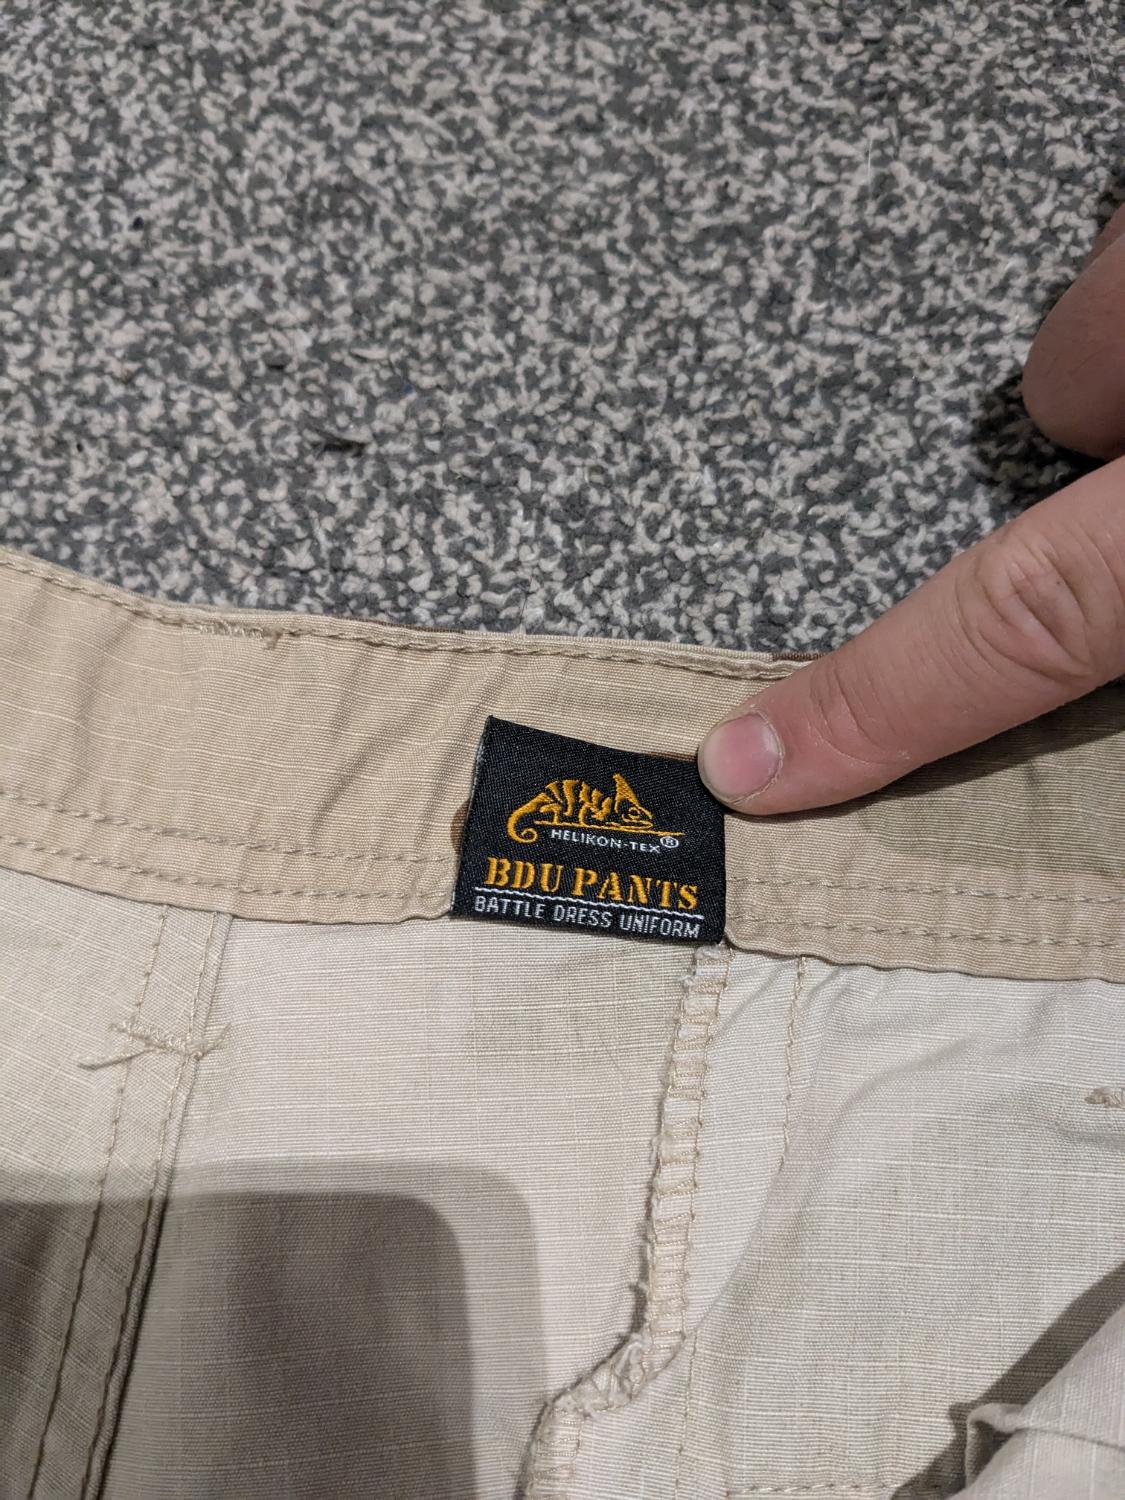 HELIKON-TEX®
BDU PANTS
BATTLE DRESS UNIFORM